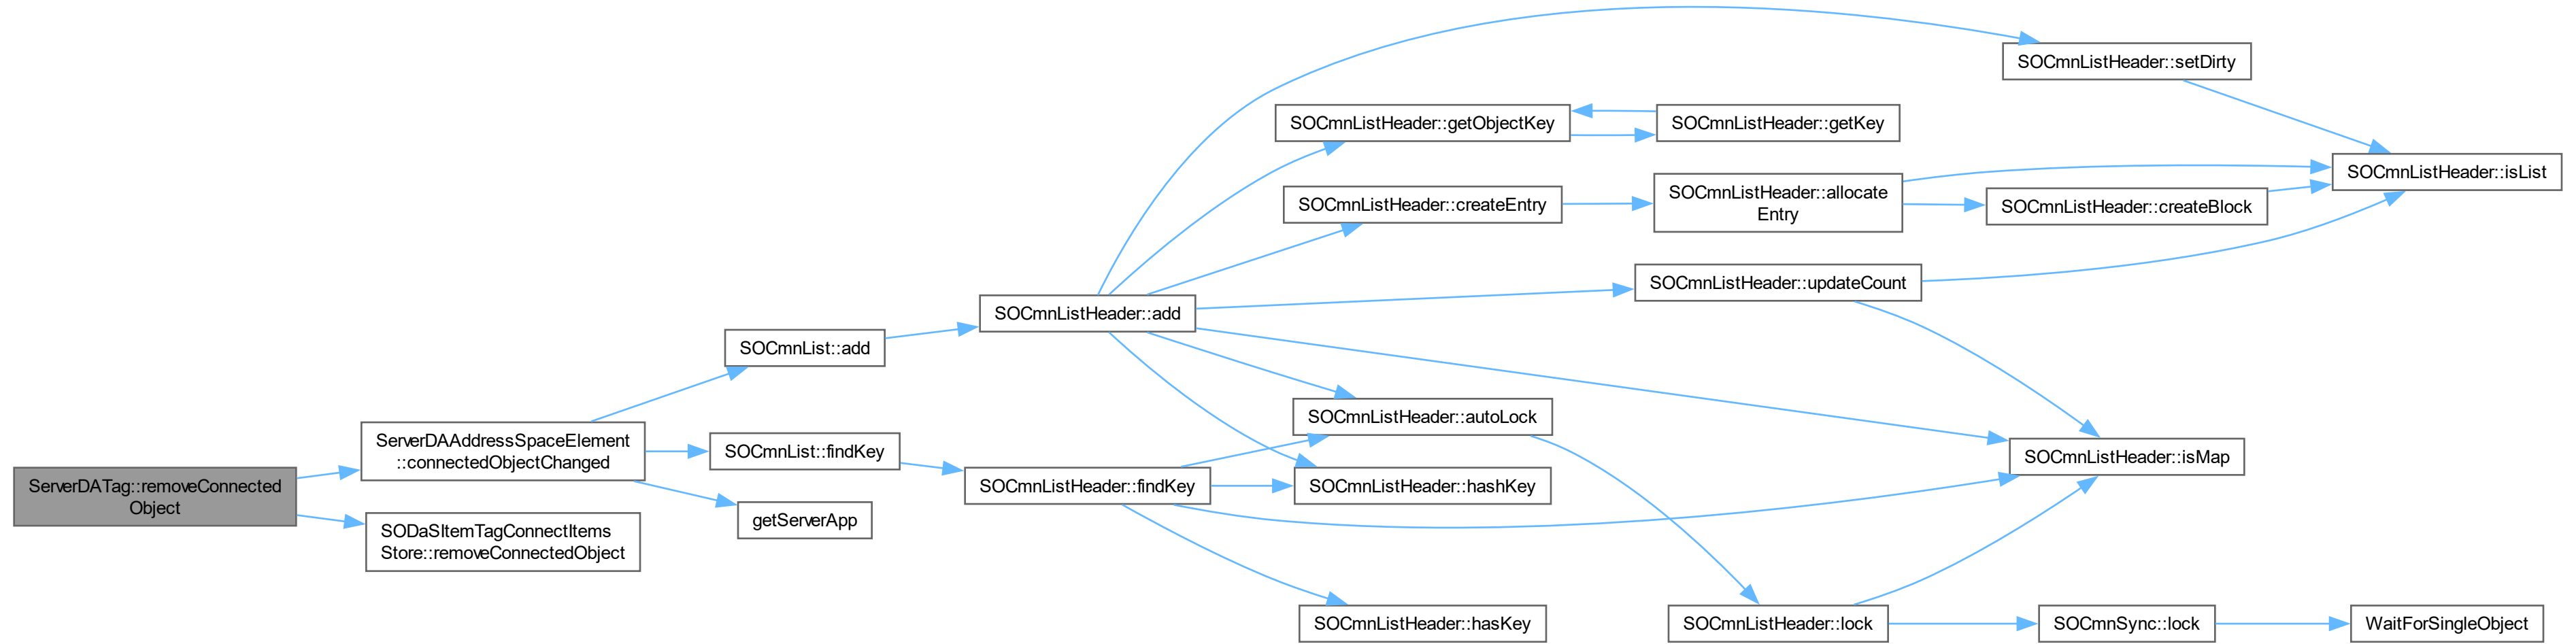 ServerDATag::removeConnected
Object
ServerDAAddressSpaceElement
::connectedObjectChanged
SODaSItemTagConnectItems
Store::removeConnectedObject
SOCmnList::add
SOCmnList::findKey
getServerApp
SOCmnListHeader::add
SOCmnListHeader::findKey
SOCmnListHeader::getObjectKey
SOCmnListHeader::createEntry
SOCmnListHeader::autoLock
SOCmnListHeader::hashKey
SOCmnListHeader::hasKey
SOCmnListHeader::getKey
SOCmnListHeader::allocate
Entry
SOCmnListHeader::updateCount
SOCmnListHeader::lock
SOCmnListHeader::setDirty
SOCmnListHeader::createBlock
SOCmnListHeader::isMap
SOCmnSync::lock
SOCmnListHeader::isList
WaitForSingleObject